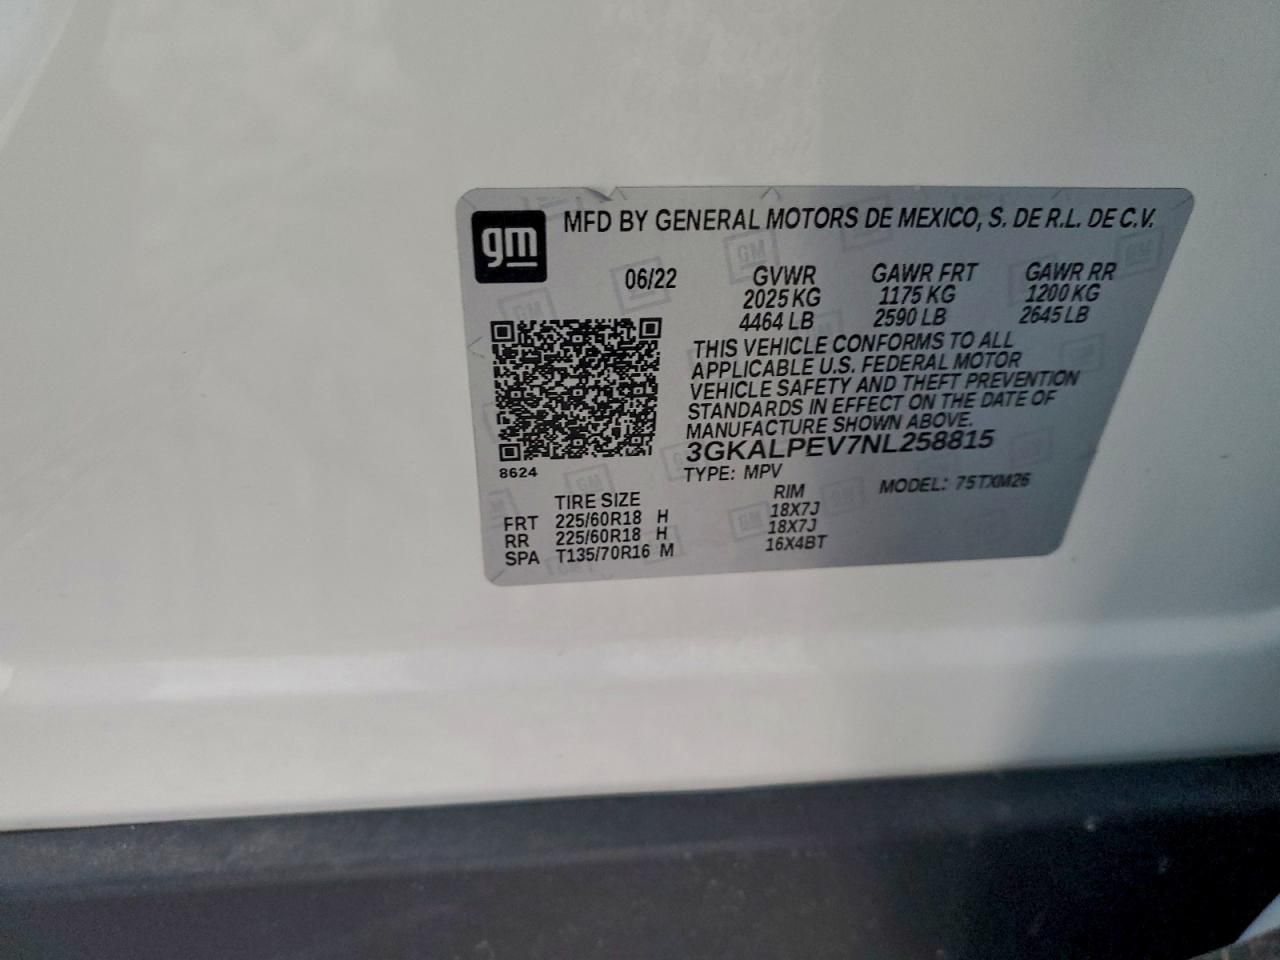 gm
MFD BY GENERAL MOTORS DE MEXICO, S. DE R.L. DE C.V.
06/22 GVWR GAWR FRT GAWR RR
2025 KG 1175 KG 1200 KG
4464 LB 2590 LB 2645 LB
THIS VEHICLE CONFORMS TO ALL
APPLICABLE U.S. FEDERAL MOTOR
VEHICLE SAFETY AND THEFT PREVENTION
STANDARDS IN EFFECT ON THE DATE OF
MANUFACTURE SHOWN ABOVE.
3GKALPEV7NL258815
8624
TYPE: MPV MODEL: 75TXM26
TIRE SIZE RIM
FRT 225/60R18 H 18X7J
RR 225/60R18 H 18X7J
SPA T135/70R16 M 16X4BT